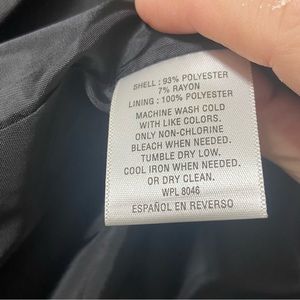 SHELL : 93% POLYESTER
7% RAYON
LINING : 100% POLYESTER
MACHINE WASH COLD
WITH LIKE COLORS.
ONLY NON-CHLORINE
BLEACH WHEN NEEDED.
TUMBLE DRY LOW.
COOL IRON WHEN NEEDED.
OR DRY CLEAN.
WPL 8046
ESPAÑOL EN REVERSO